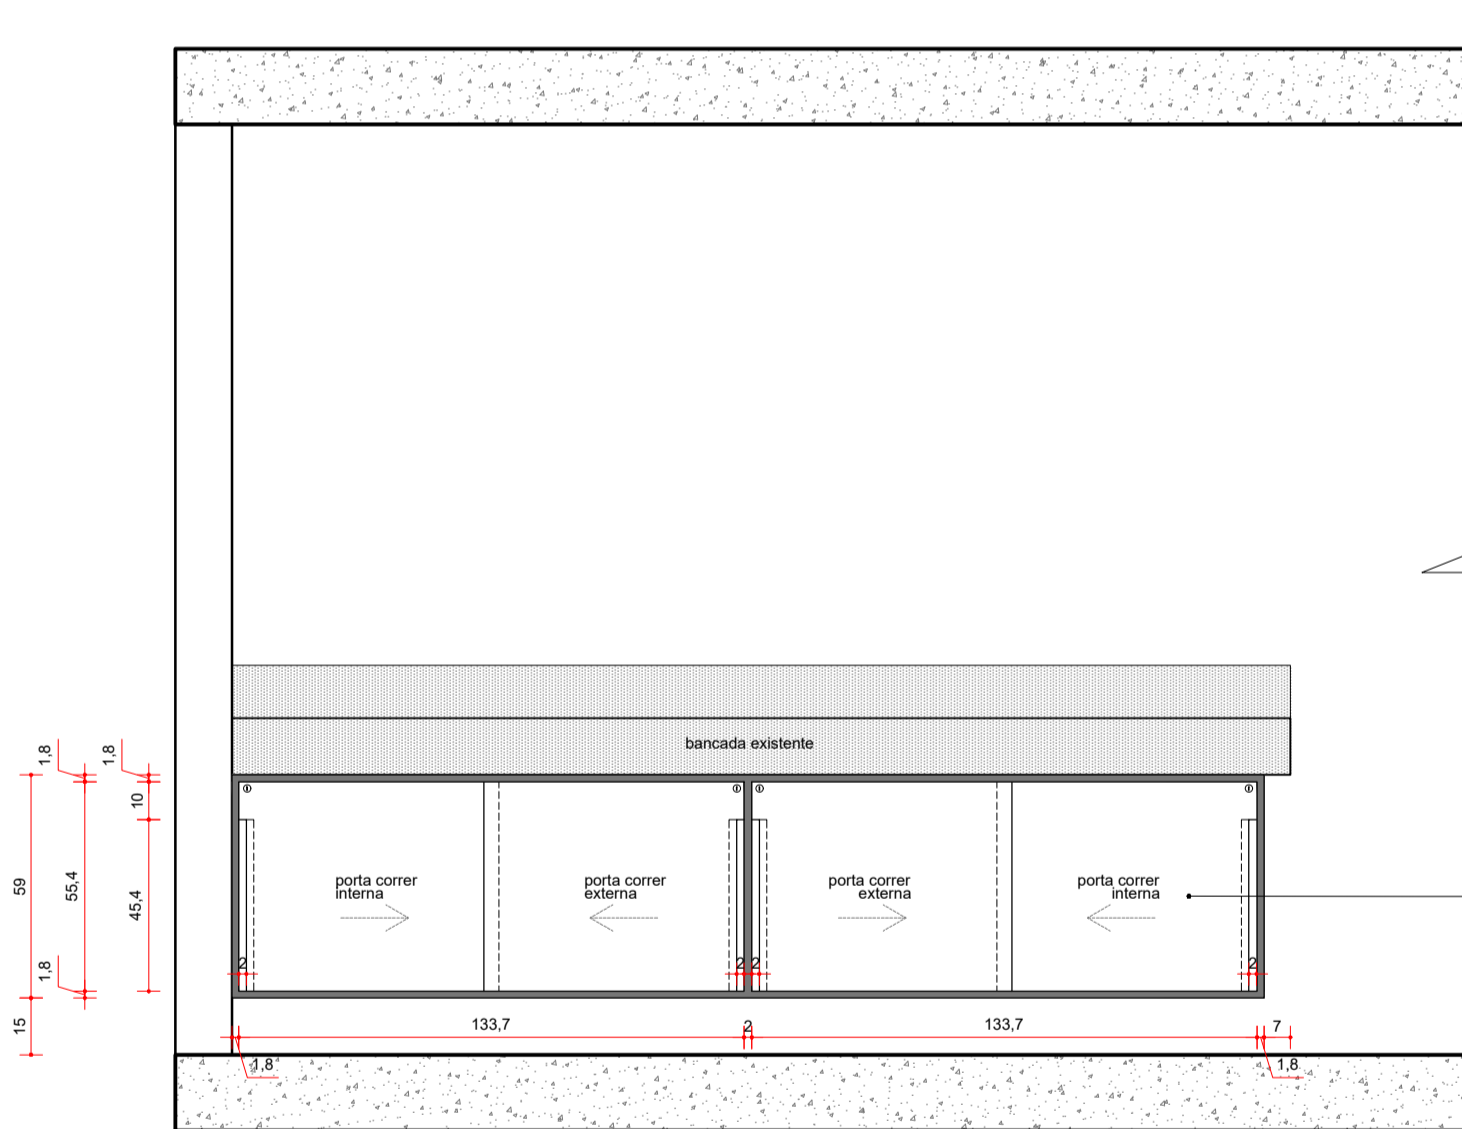 bancada existente
1,8
1,8
10
59
55,4
45,4
1,8
15
porta correr
interna
porta correr
externa
porta correr
externa
porta correr
interna
2
2
2
2
133,7
2
133,7
7
1,8
1,8